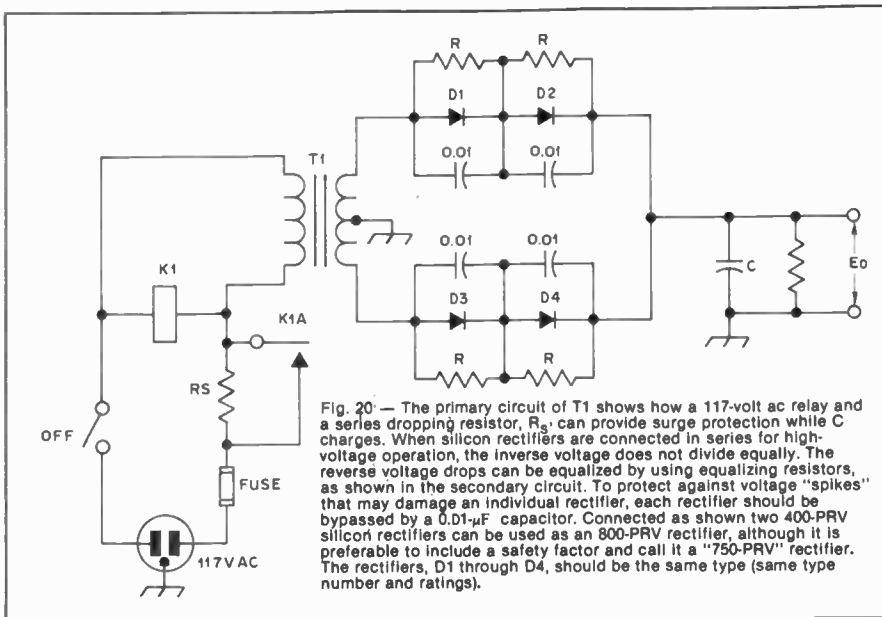 R
R
D1
D2
0.01
0.01
T1
0.01
0.01
D3
D4
R
R
C
Eo
K1
K1A
RS
OFF
FUSE
117VAC
Fig. 20 — The primary circuit of T1 shows how a 117-volt ac relay and
a series dropping resistor, Rs, can provide surge protection while C
charges. When silicon rectifiers are connected in series for high-
voltage operation, the inverse voltage does not divide equally. The
reverse voltage drops can be equalized by using equalizing resistors,
as shown in the secondary circuit. To protect against voltage "spikes"
that may damage an individual rectifier, each rectifier should be
bypassed by a 0.01-µF capacitor. Connected as shown two 400-PRV
silicon rectifiers can be used as an 800-PRV rectifier, although it is
preferable to include a safety factor and call it a "750-PRV" rectifier.
The rectifiers, D1 through D4, should be the same type (same type
number and ratings).